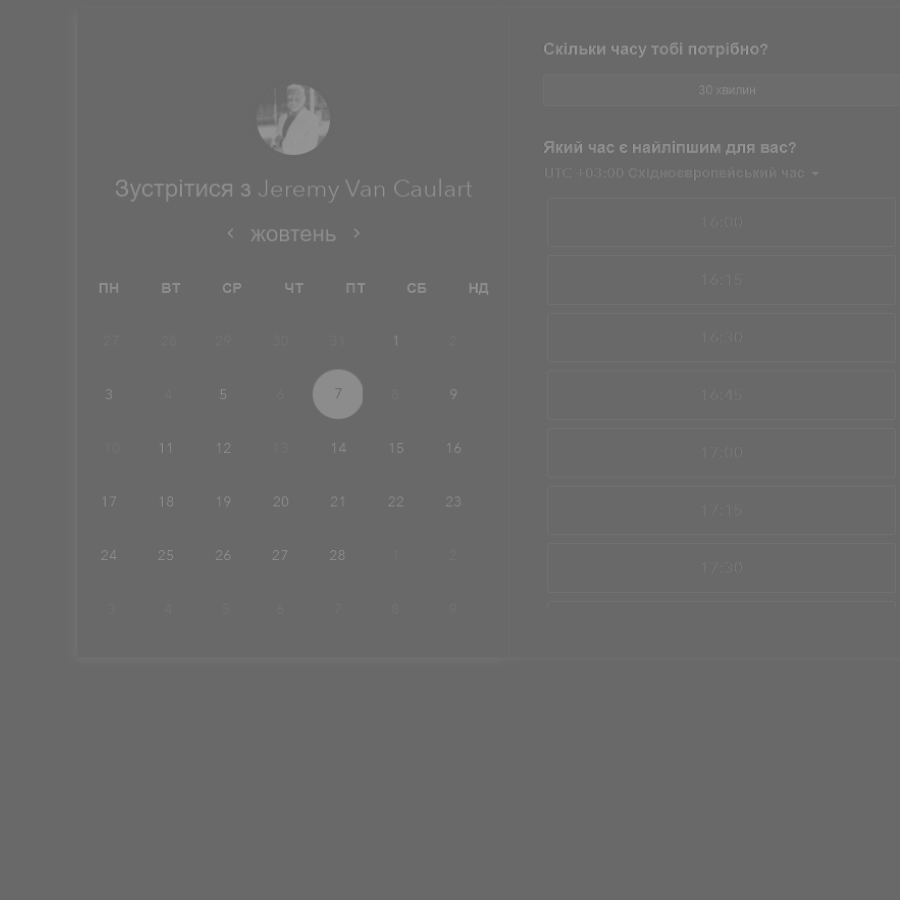 Зустрітися з Jeremy Van Caulart
жовтень
ПН ВТ СР ЧТ ПТ СБ НД
27 28 29 30 31 1 2
3 4 5 6 7 8 9
10 11 12 13 14 15 16
17 18 19 20 21 22 23
24 25 26 27 28 1 2
3 4 5 6 7 8 9
Скільки часу тобі потрібно?
30 хвилин
Який час є найліпшим для вас?
UTC +03:00 Східноєвропейський час
16:00
16:15
16:30
16:45
17:00
17:15
17:30